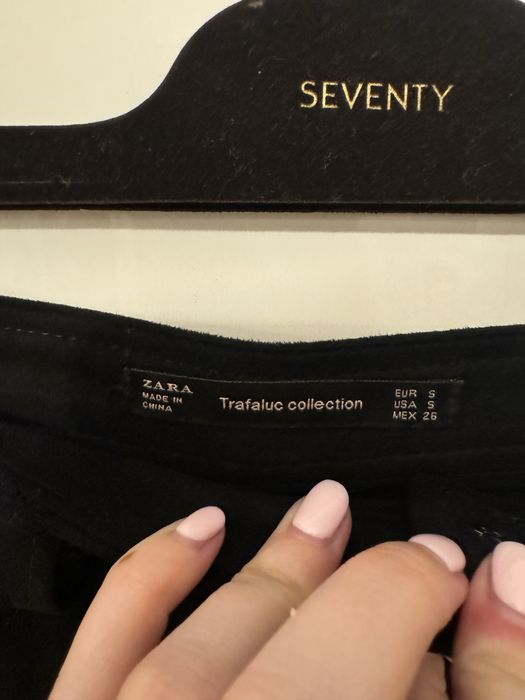 SEVENTY
ZARA
MADE IN
CHINA
Trafaluc collection
EUR S
USA S
MEX 26